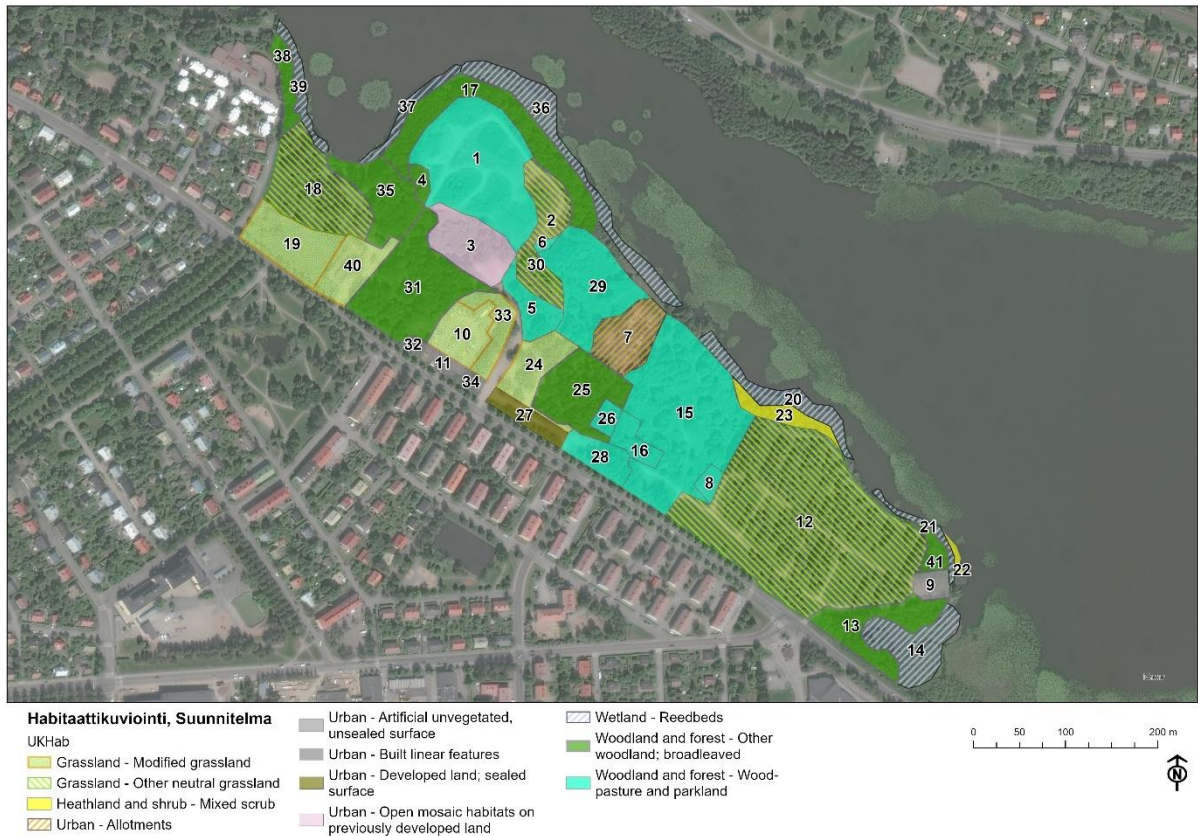 38
39
37
17
36
1
18
35
4
2
3
6
19
40
30
29
31
5
33
10
7
32
11
24
34
25
15
20
27
26
23
28
16
8
12
21
41
22
9
13
14
Habitaattikuviointi, Suunnitelma
UKHab
Grassland - Modified grassland
Grassland - Other neutral grassland
Heathland and shrub - Mixed scrub
Urban - Allotments
Urban - Artificial unvegetated,
unsealed surface
Urban - Built linear features
Urban - Developed land; sealed
surface
Urban - Open mosaic habitats on
previously developed land
Wetland - Reedbeds
Woodland and forest - Other
woodland; broadleaved
Woodland and forest - Wood-
pasture and parkland
0 50 100 200 m
N